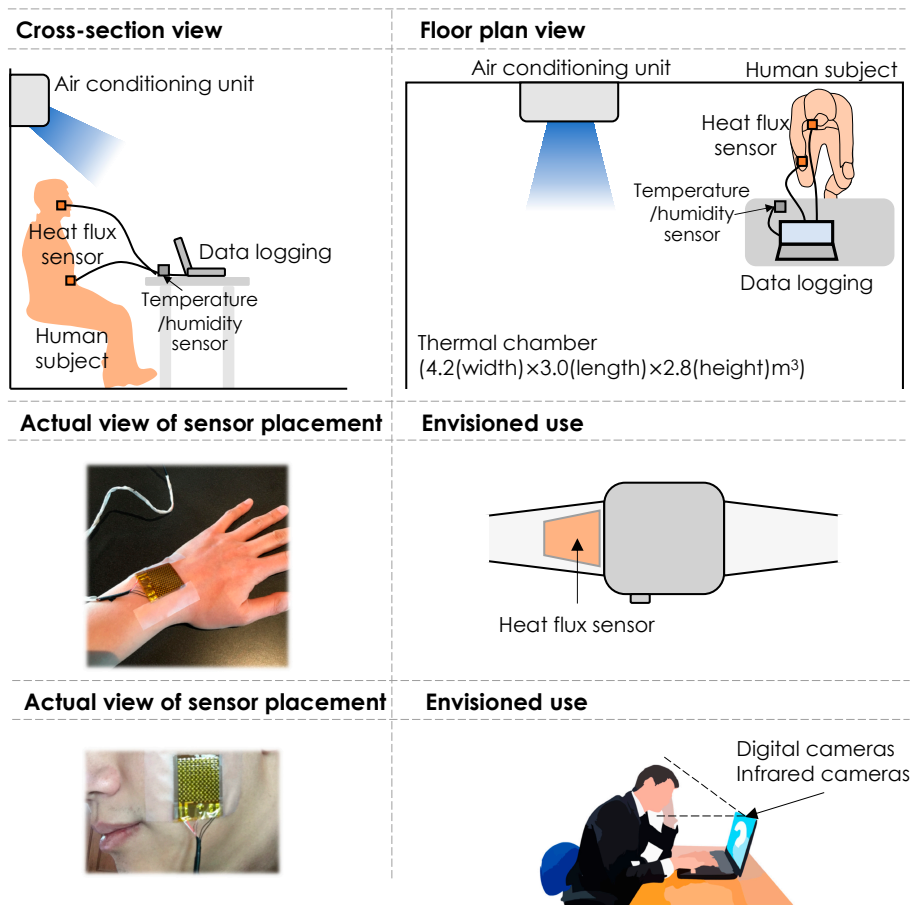 Cross-section view
Floor plan view
Air conditioning unit
Heat flux
sensor
Data logging
Temperature
/humidity
sensor
Human
subject
Air conditioning unit
Human subject
Heat flux
sensor
Temperature
/humidity
sensor
Data logging
Thermal chamber
(4.2(width)×3.0(length)×2.8(height)m³)
Actual view of sensor placement
Envisioned use
Heat flux sensor
Actual view of sensor placement
Envisioned use
Digital cameras
Infrared cameras